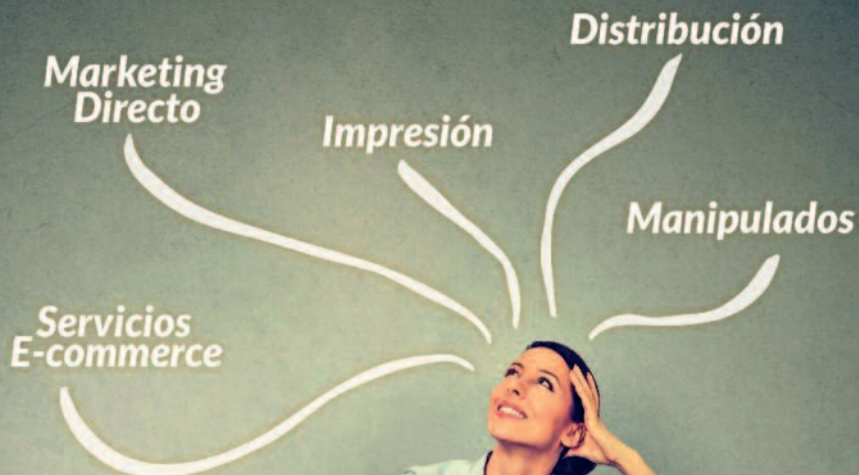 Distribución
Marketing
Directo
Impresión
Manipulados
Servicios
E-commerce